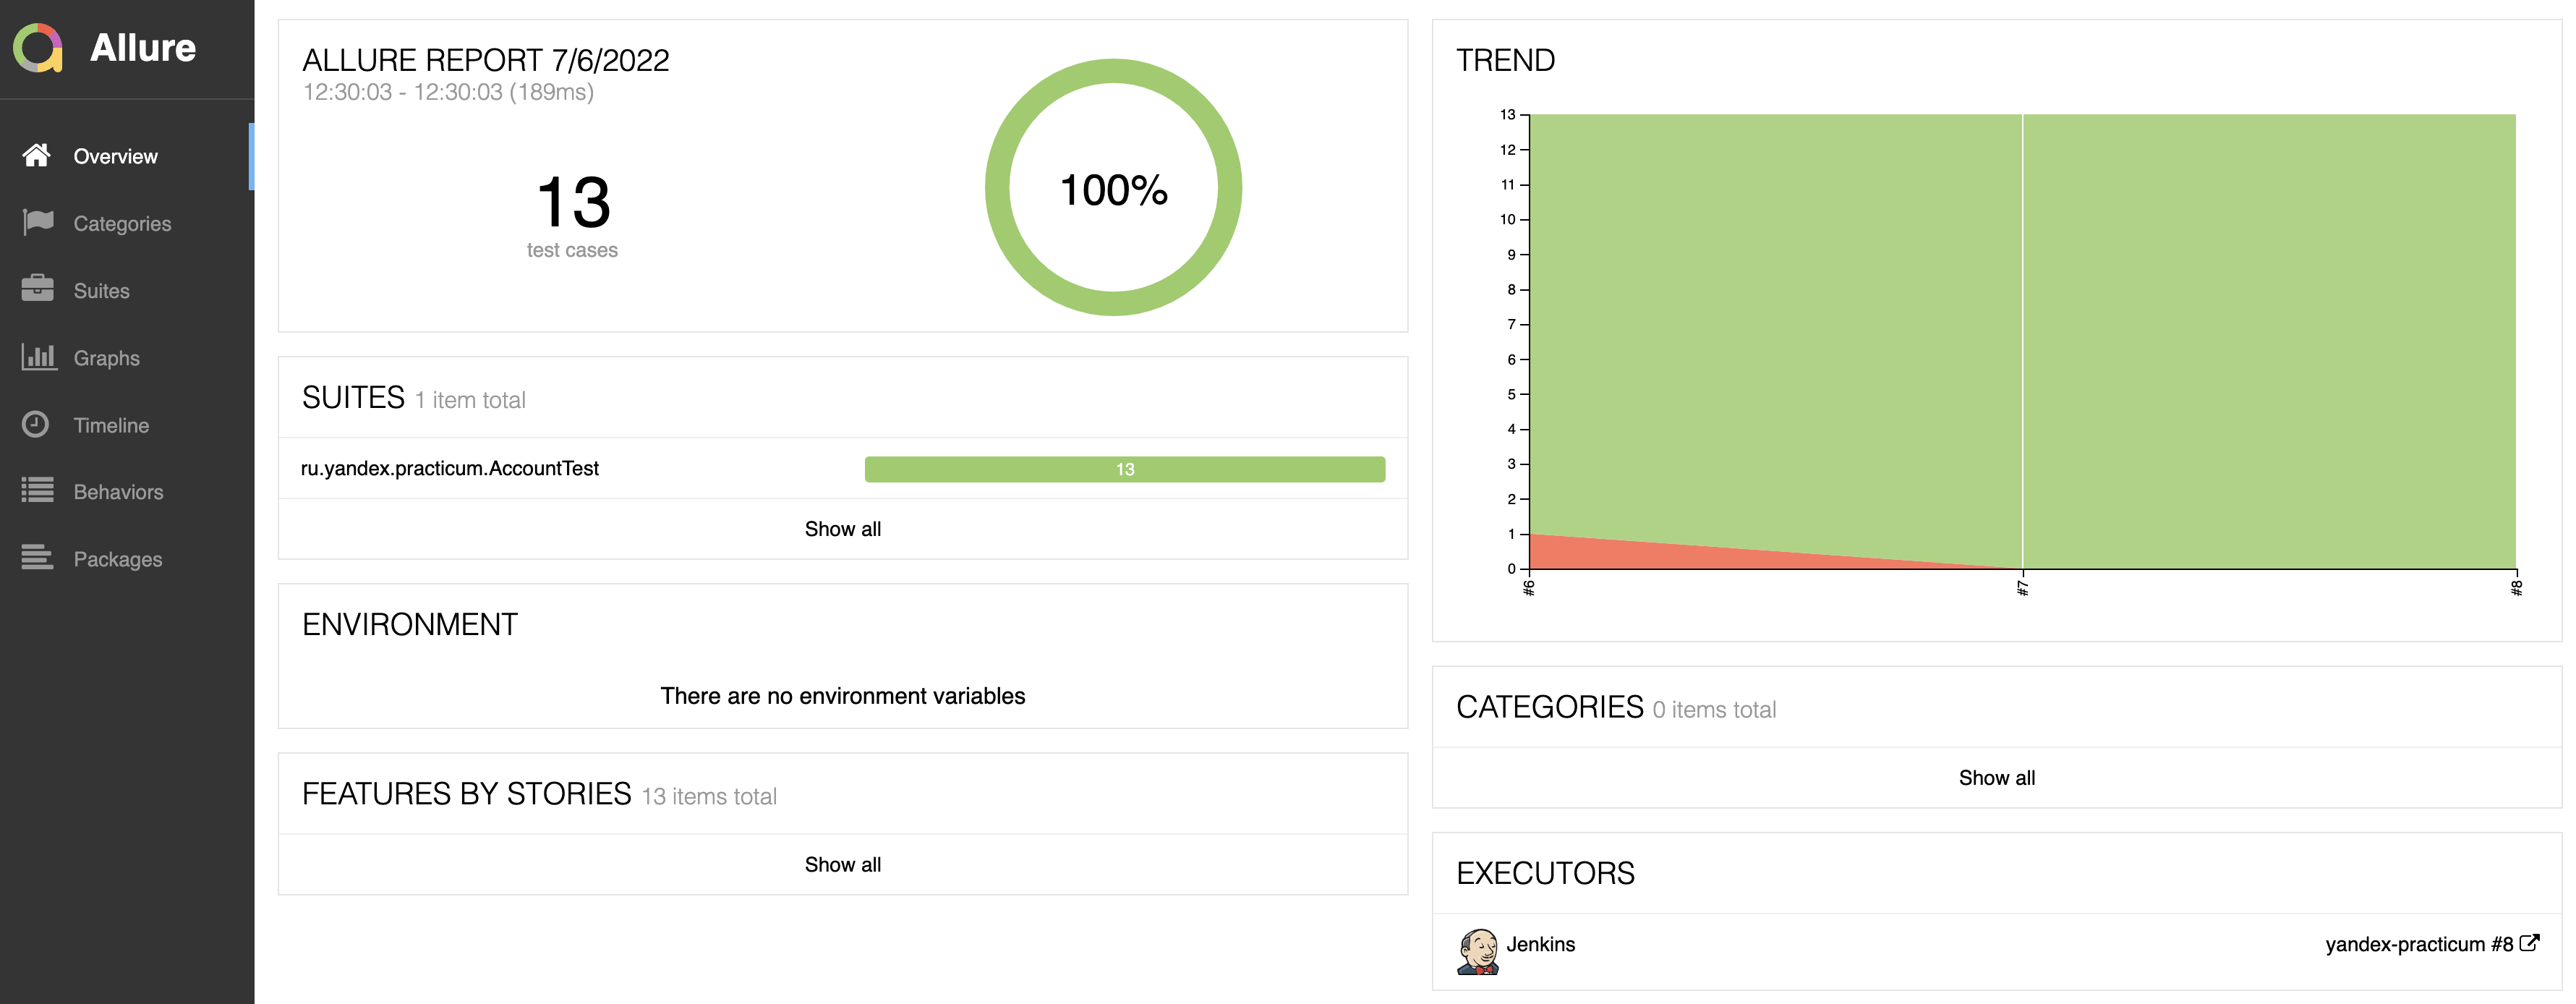 Allure
Overview
Categories
Suites
Graphs
Timeline
Behaviors
Packages
ALLURE REPORT 7/6/2022
12:30:03 - 12:30:03 (189ms)
13
test cases
100%
SUITES 1 item total
ru.yandex.practicum.AccountTest
13
Show all
ENVIRONMENT
There are no environment variables
FEATURES BY STORIES 13 items total
Show all
TREND
13
12
11
10
9
8
7
6
5
4
3
2
1
0
#6
#7
#8
CATEGORIES 0 items total
Show all
EXECUTORS
Jenkins
yandex-practicum #8